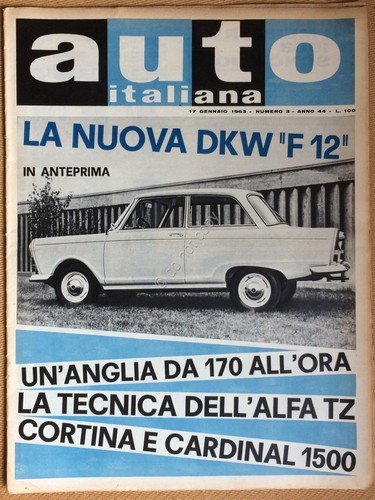 auto
italiana
17 GENNAIO 1963 - NUMERO 3 - ANNO 44 - L. 100
LA NUOVA DKW "F 12"
IN ANTEPRIMA
UN'ANGLIA DA 170 ALL'ORA
LA TECNICA DELL'ALFA TZ
CORTINA E CARDINAL 1500